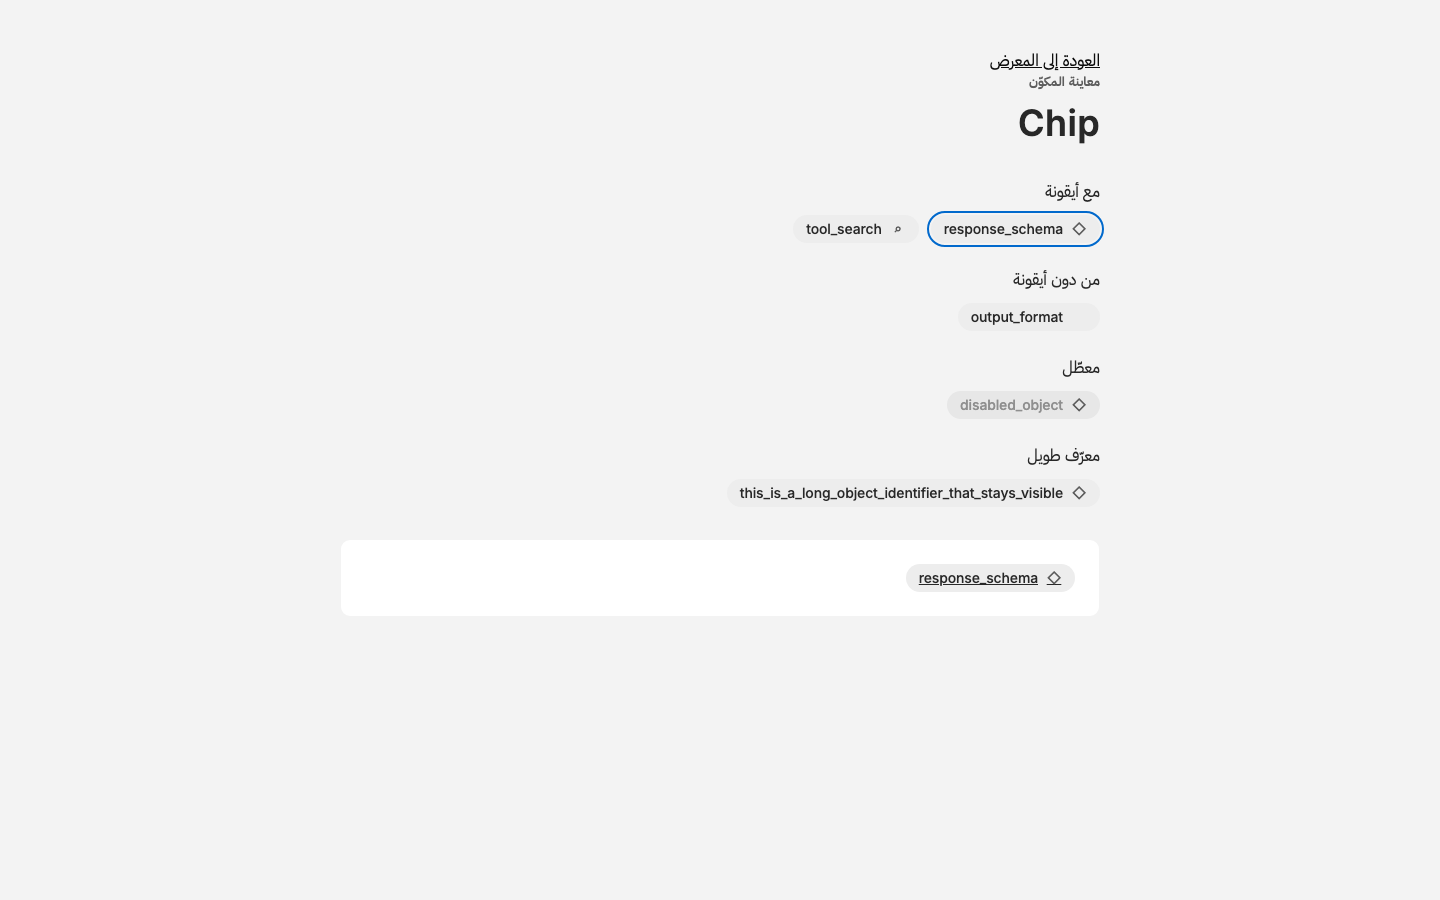 العودة إلى المعرض
معاينة المكوّن
Chip
مع أيقونة
response_schema
tool_search
من دون أيقونة
output_format
معطّل
disabled_object
معرّف طويل
this_is_a_long_object_identifier_that_stays_visible
response_schema